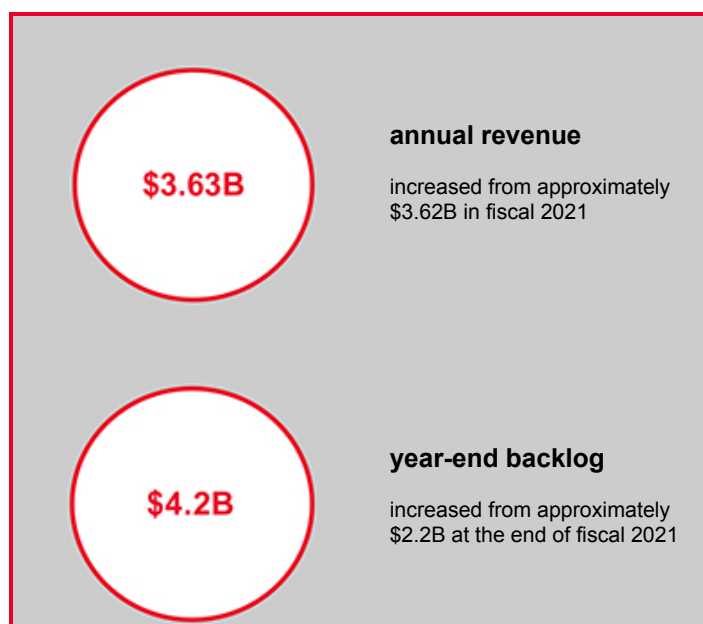 $3.63B
annual revenue
increased from approximately
$3.62B in fiscal 2021
$4.2B
year-end backlog
increased from approximately
$2.2B at the end of fiscal 2021